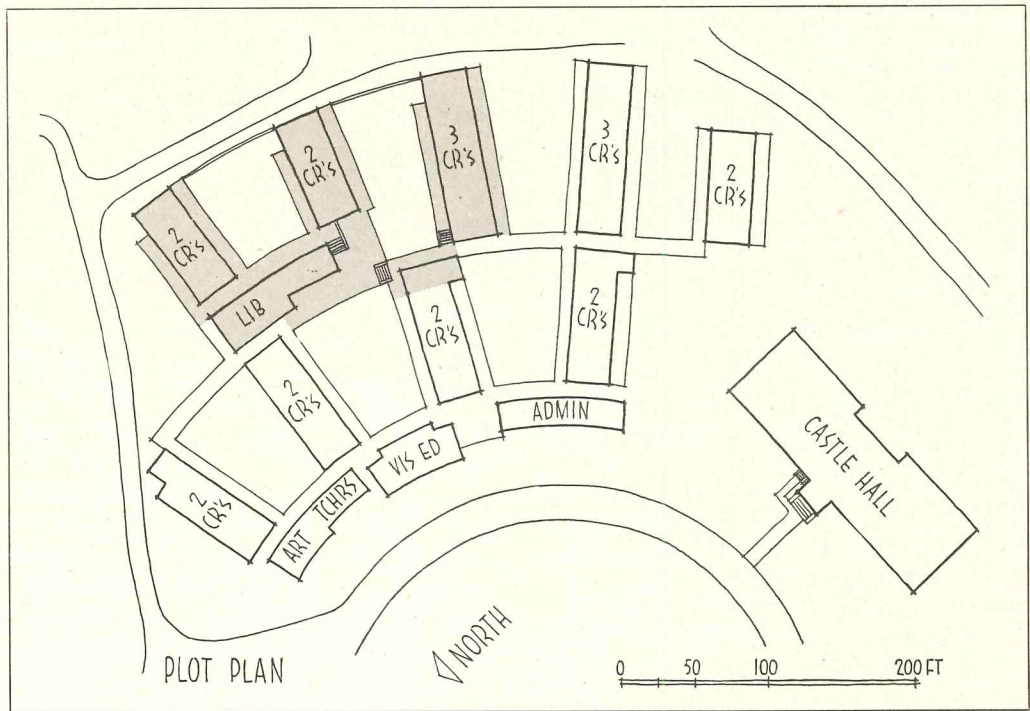 3
CR's
3
CR's
2
CR's
2
CR's
2
CR's
LIB
2
CR's
2
CR's
2
CR's
ADMIN
VIS ED
TCHRS
ART
2
CR's
CASTLE HALL
NORTH
PLOT PLAN
0 50 100 200 FT